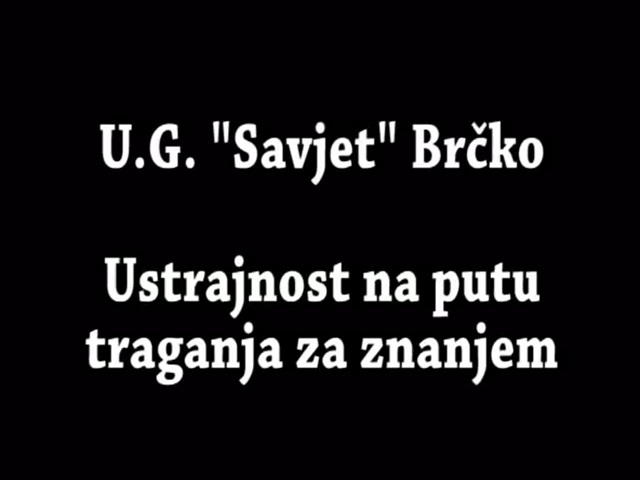 U.G. "Savjet" Brčko
Ustrajnost na putu
traganja za znanjem